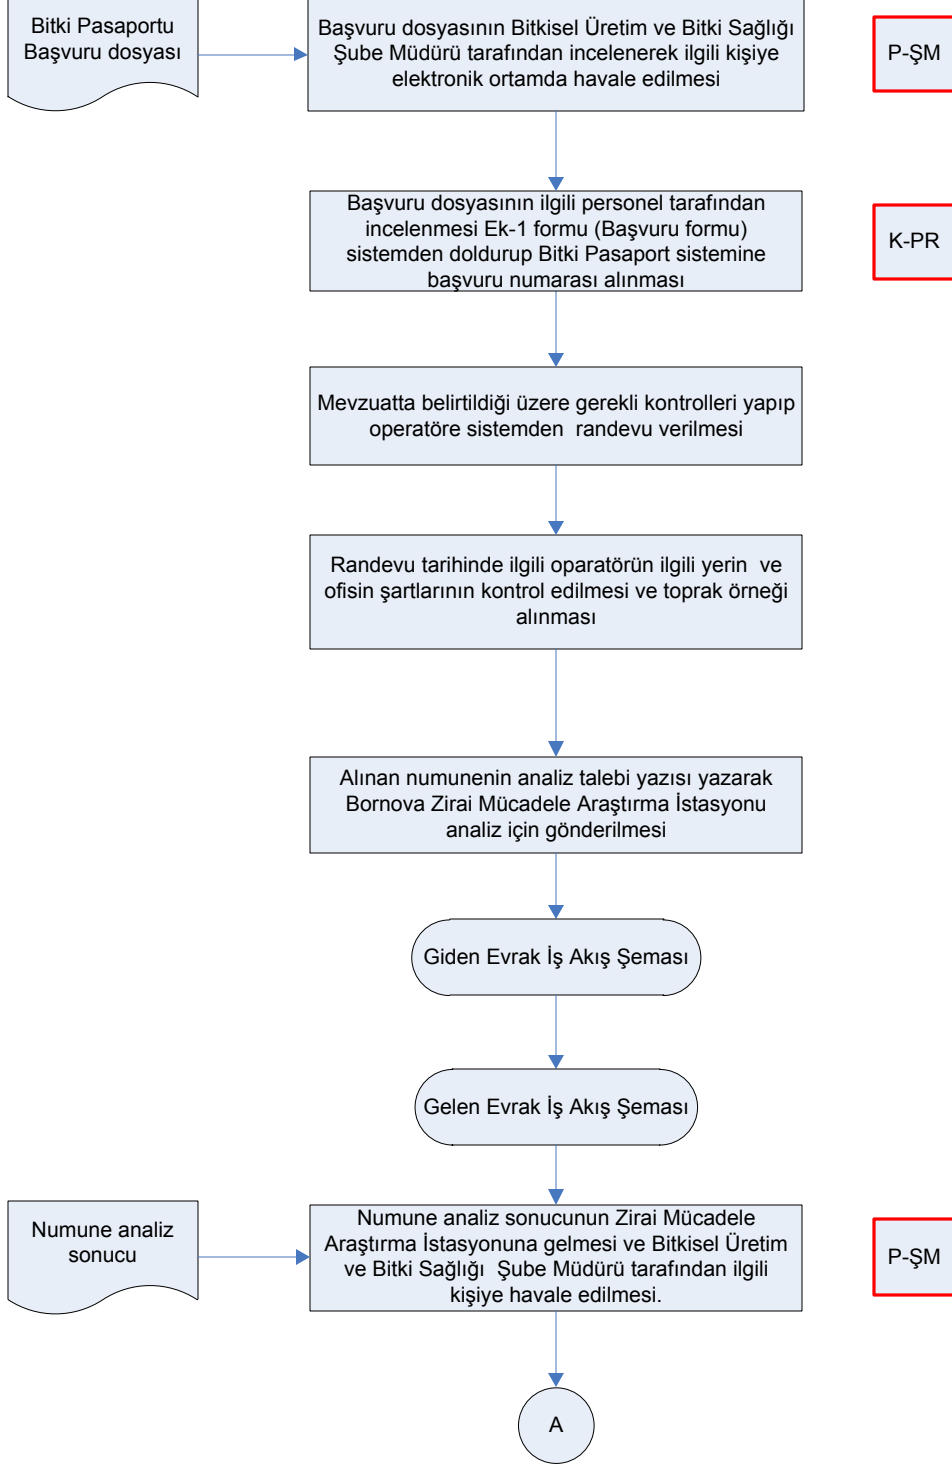 Bitki Pasaportu
Başvuru dosyası
Başvuru dosyasının Bitkisel Üretim ve Bitki Sağlığı
Şube Müdürü tarafından incelenerek ilgili kişiye
elektronik ortamda havale edilmesi
P-ŞM
Başvuru dosyasının ilgili personel tarafından
incelenmesi Ek-1 formu (Başvuru formu)
sistemden doldurup Bitki Pasaport sistemine
başvuru numarası alınması
K-PR
Mevzuatta belirtildiği üzere gerekli kontrolleri yapıp
operatöre sistemden  randevu verilmesi
Randevu tarihinde ilgili oparatörün ilgili yerin  ve
ofisin şartlarının kontrol edilmesi ve toprak örneği
alınması
Alınan numunenin analiz talebi yazısı yazarak
Bornova Zirai Mücadele Araştırma İstasyonu
analiz için gönderilmesi
Giden Evrak İş Akış Şeması
Gelen Evrak İş Akış Şeması
Numune analiz
sonucu
Numune analiz sonucunun Zirai Mücadele
Araştırma İstasyonuna gelmesi ve Bitkisel Üretim
ve Bitki Sağlığı  Şube Müdürü tarafından ilgili
kişiye havale edilmesi.
P-ŞM
A